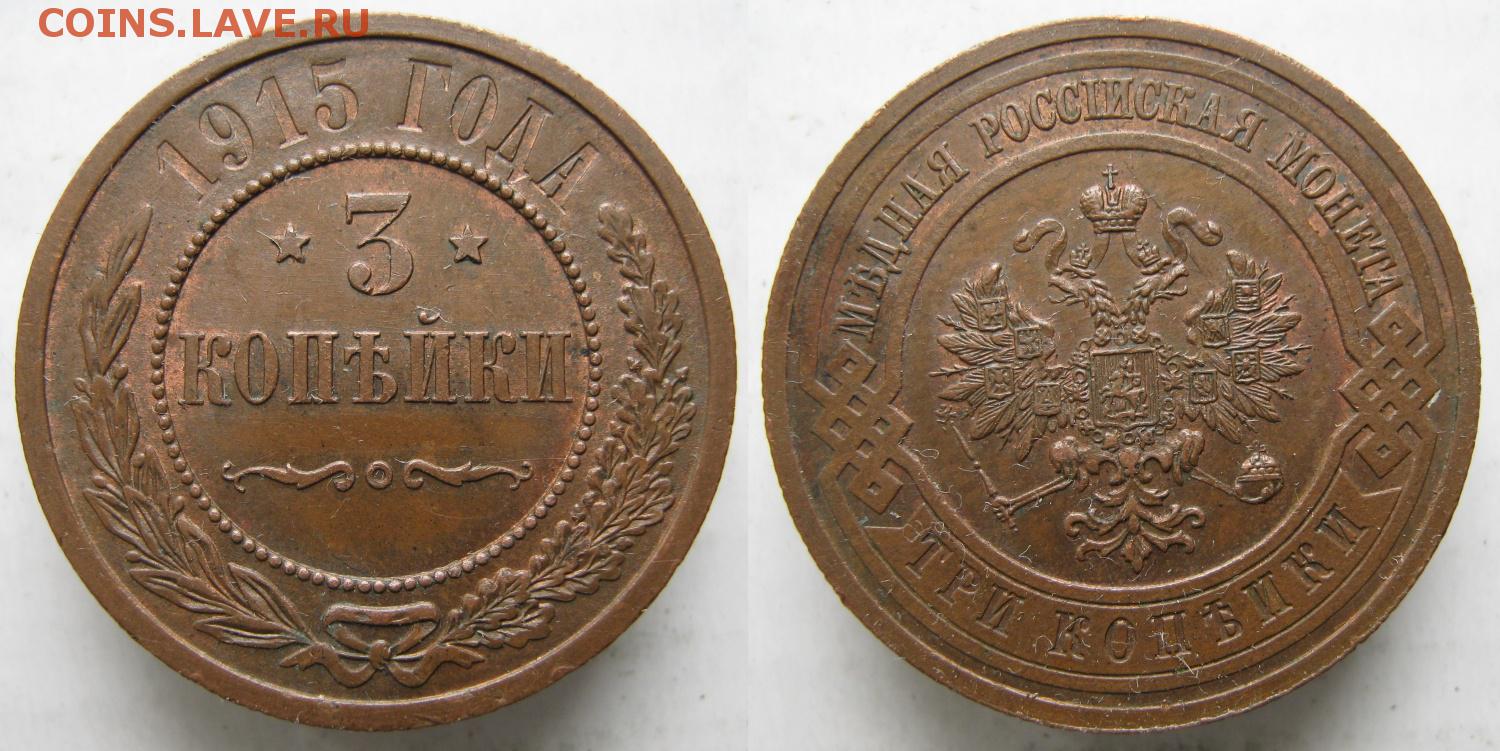 COINS.LAVE.RU
1915 ГОДА
3
КОПѢЙКИ
МѢДНАЯ РОССІЙСКАЯ МОНЕТА
ТРИ КОПѢЙКИ